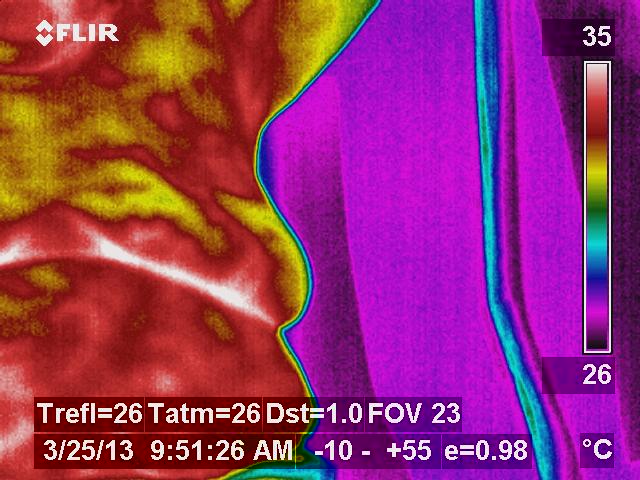 FLIR
35
26
Trefl=26 Tatm=26 Dst=1.0 FOV 23
3/25/13 9:51:26 AM -10 - +55 e=0.98 °C